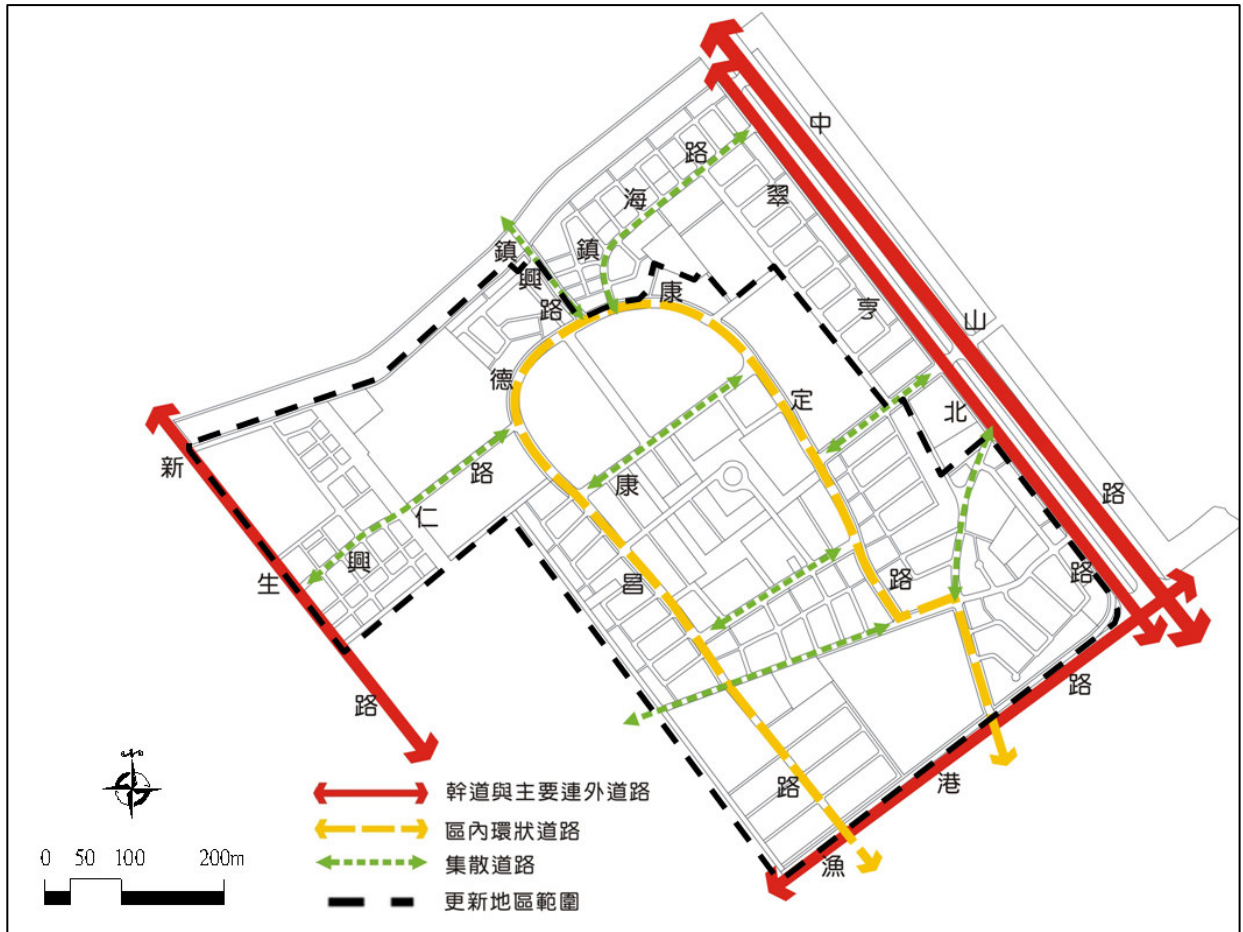 中山路
翠亨北路
鎮海路
鎮興路
康定路
德昌路
康
興仁路
新生路
漁港路
幹道與主要連外道路
區內環狀道路
集散道路
更新地區範圍
0 50 100 200m